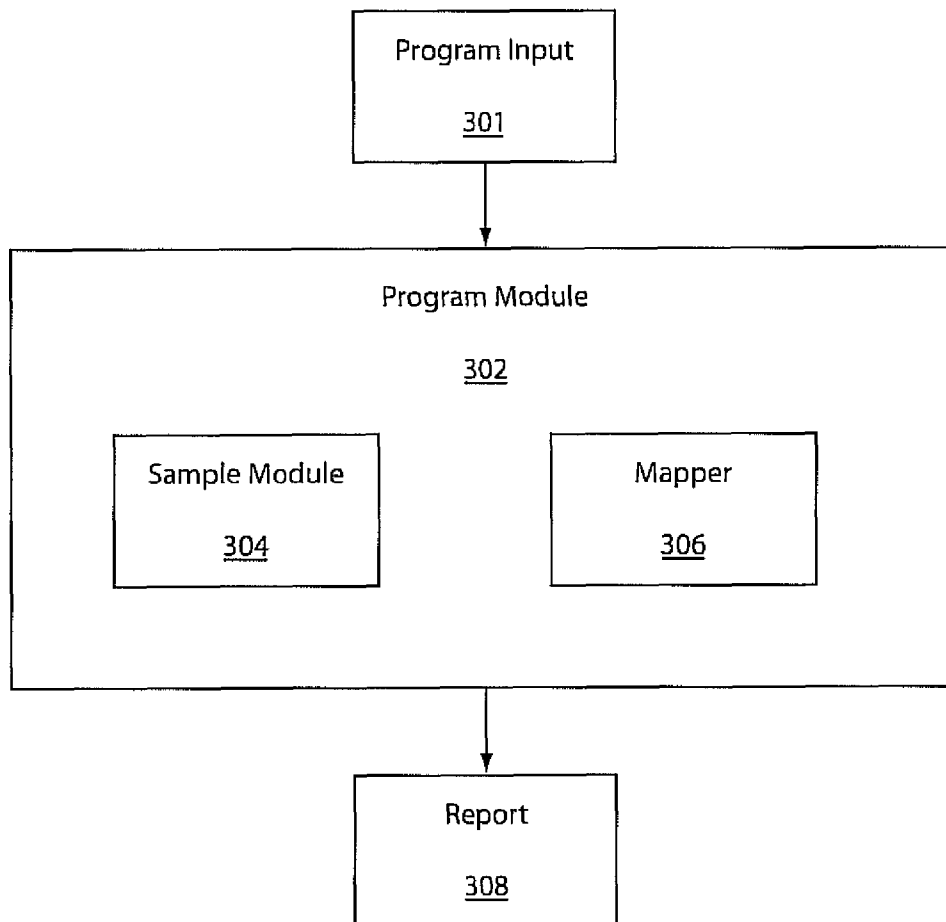 Program Input
301
Program Module
302
Sample Module
304
Mapper
306
Report
308